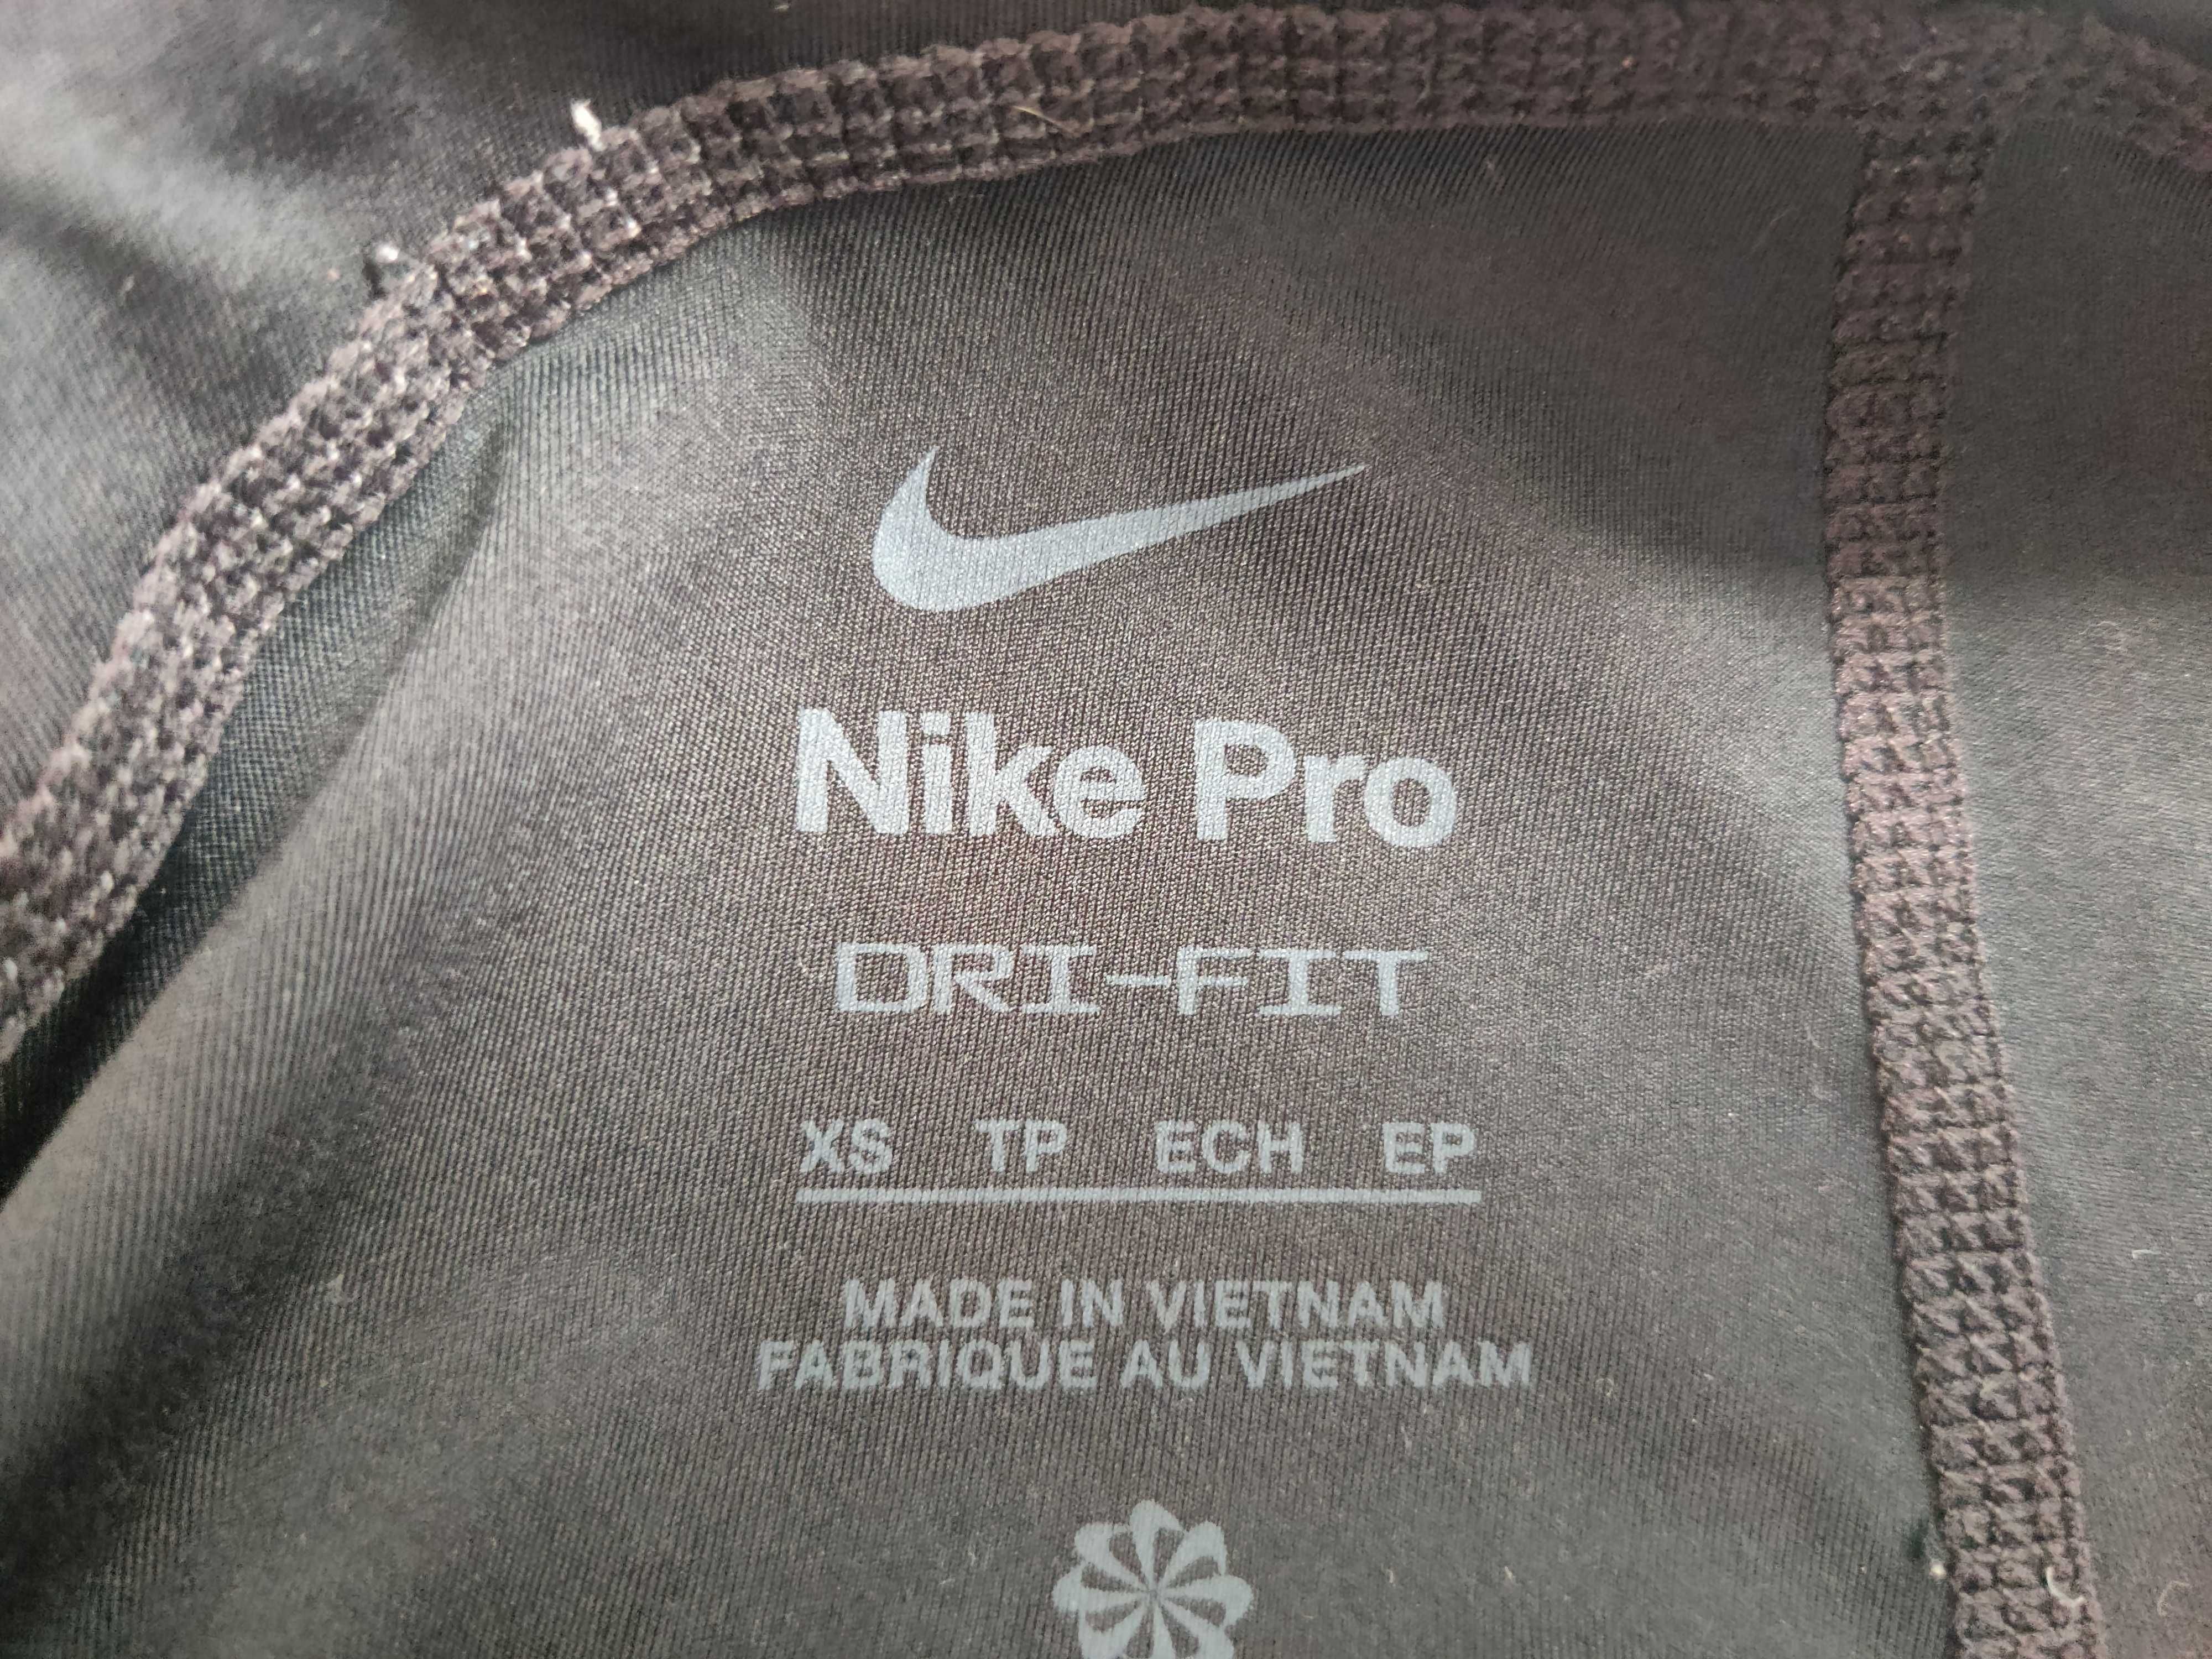 Nike Pro
DRI-FIT
XS TP ECH EP
MADE IN VIETNAM
FABRIQUE AU VIETNAM